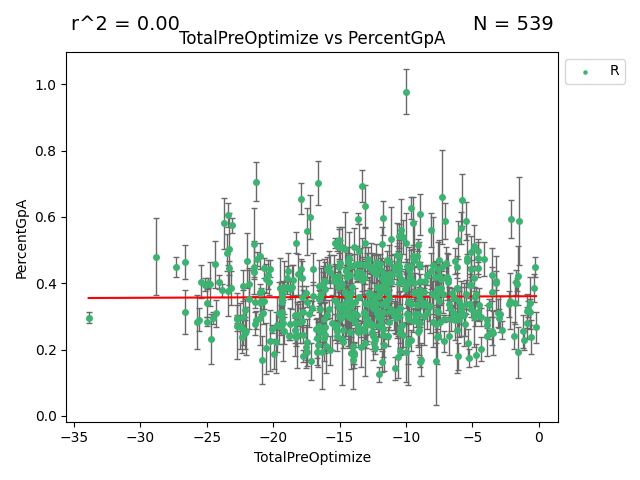 r^2 = 0.00
N = 539
TotalPreOptimize vs PercentGpA
R
1.0
0.8
0.6
0.4
0.2
0.0
PercentGpA
−35
−30
−25
−20
−15
−10
−5
0
TotalPreOptimize